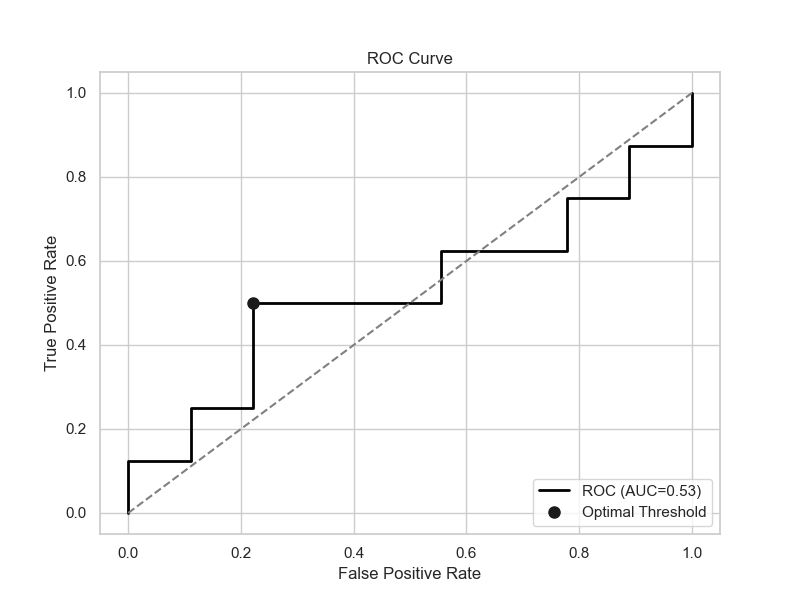 ROC Curve
True Positive Rate
1.0
0.8
0.6
0.4
0.2
0.0
ROC (AUC=0.53)
Optimal Threshold
0.0 0.2 0.4 0.6 0.8 1.0
False Positive Rate